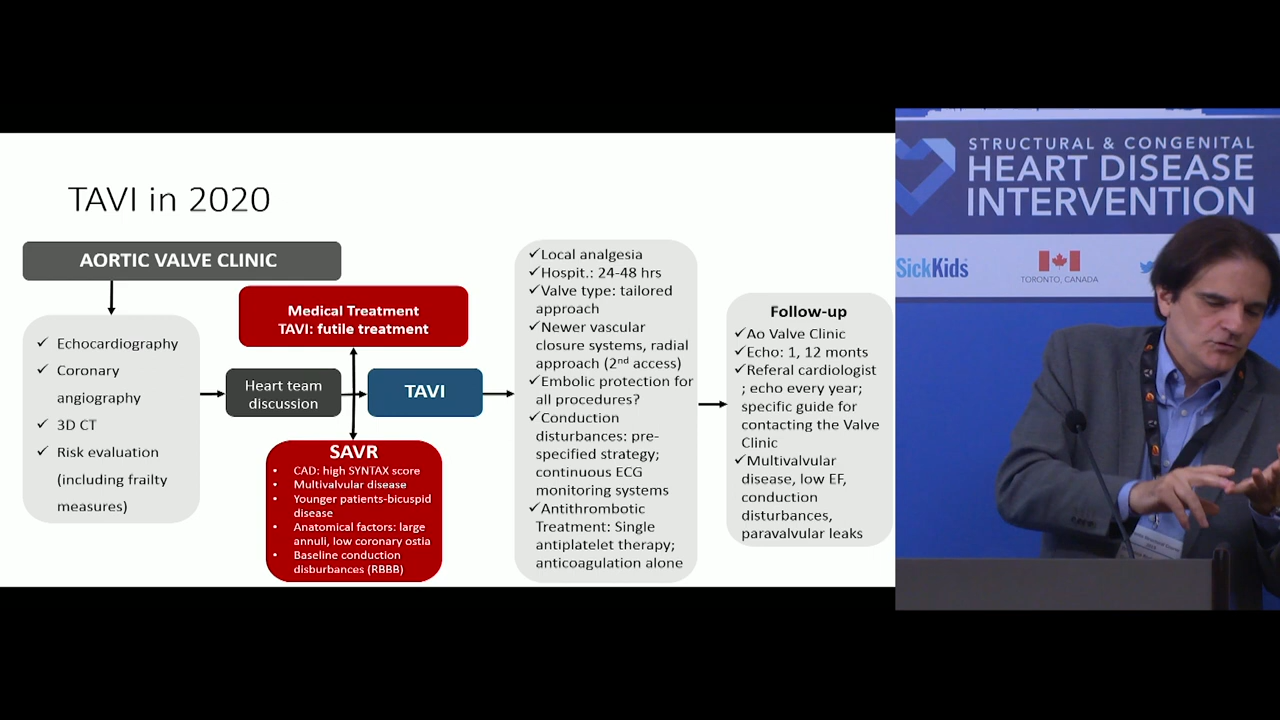 TAVI in 2020
AORTIC VALVE CLINIC
✓ Echocardiography
✓ Coronary
angiography
✓ 3D CT
✓ Risk evaluation
(including frailty
measures)
Medical Treatment
TAVI: futile treatment
Heart team
discussion
TAVI
SAVR
• CAD: high SYNTAX score
• Multivalvular disease
• Younger patients-bicuspid
disease
• Anatomical factors: large
annuli, low coronary ostia
• Baseline conduction
disburbances (RBBB)
✓Local analgesia
✓Hospit.: 24-48 hrs
✓Valve type: tailored
approach
✓Newer vascular
closure systems, radial
approach (2nd access)
✓Embolic protection for
all procedures?
✓Conduction
disturbances: pre-
specified strategy;
continuous ECG
monitoring systems
✓Antithrombotic
Treatment: Single
antiplatelet therapy;
anticoagulation alone
Follow-up
✓Ao Valve Clinic
✓Echo: 1, 12 monts
✓Referal cardiologist
; echo every year;
specific guide for
contacting the Valve
Clinic
✓Multivalvular
disease, low EF,
conduction
disturbances,
paravalvular leaks
STRUCTURAL & CONGENITAL
HEART DISEASE
INTERVENTION
SickKids
TORONTO, CANADA